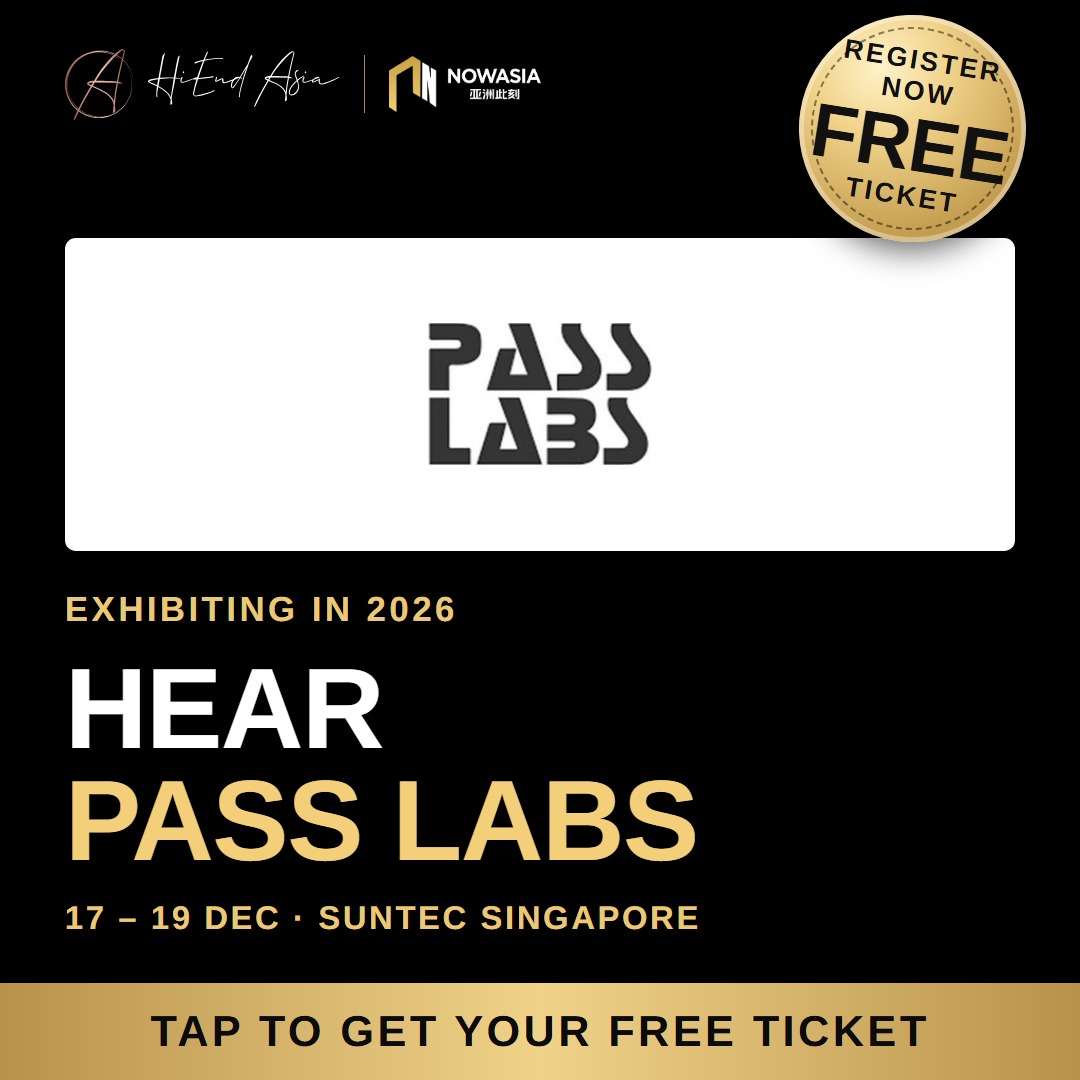 HiEnd Asia
NOWASIA
亚洲此刻
REGISTER
NOW
FREE
TICKET
PASS
LABS
EXHIBITING IN 2026
HEAR
PASS LABS
17 – 19 DEC · SUNTEC SINGAPORE
TAP TO GET YOUR FREE TICKET